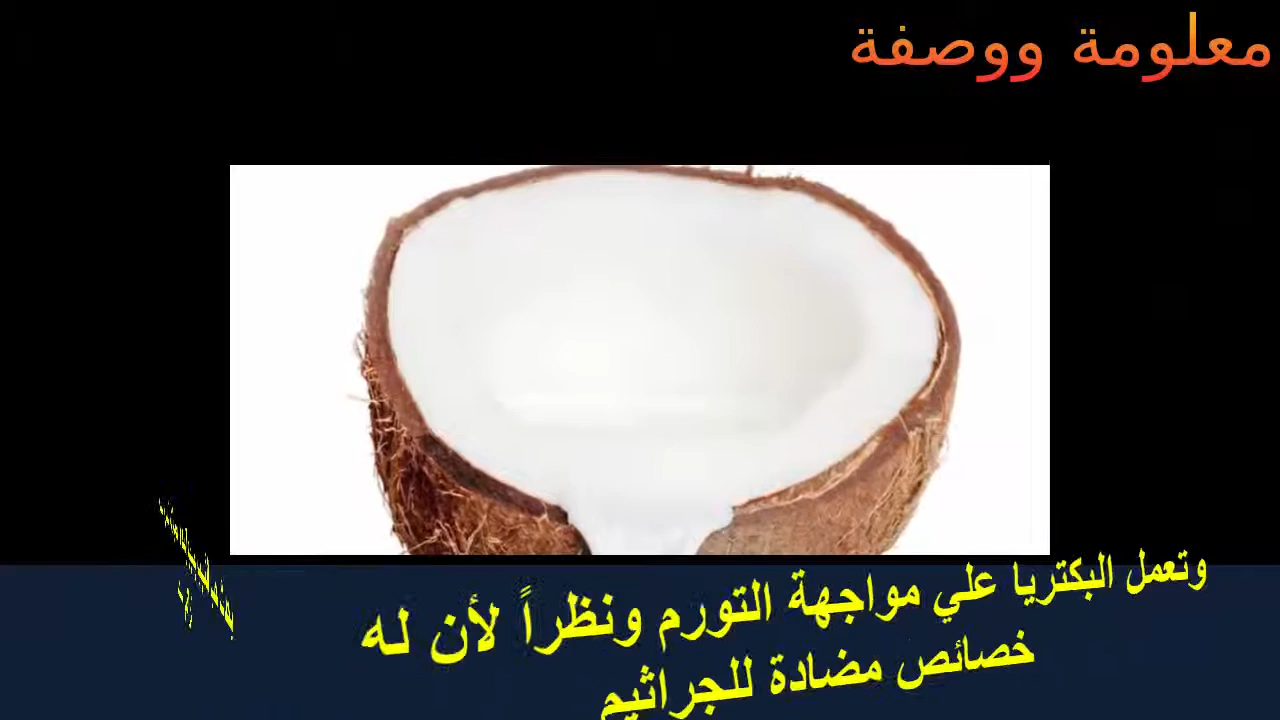 معلومة ووصفة
وتعمل البكتريا علي مواجهة التورم ونظراً لأن له
خصائص مضادة للجراثيم